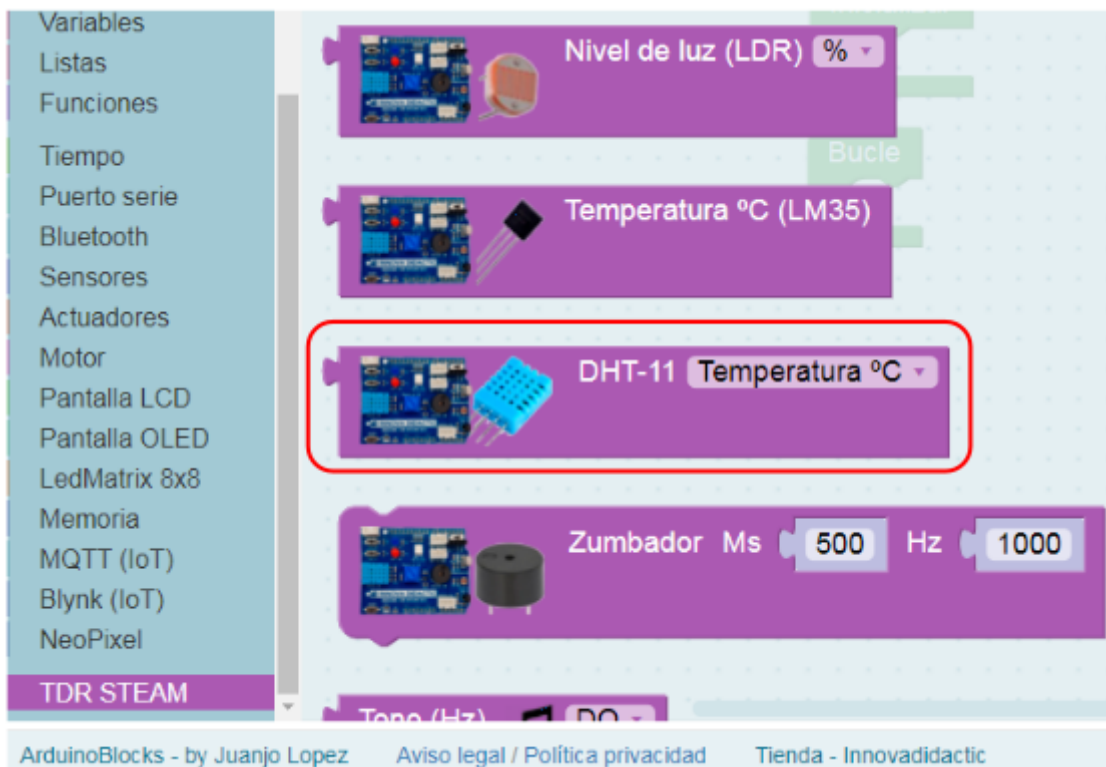 Variables
Listas
Funciones
Tiempo
Puerto serie
Bluetooth
Sensores
Actuadores
Motor
Pantalla LCD
Pantalla OLED
LedMatrix 8x8
Memoria
MQTT (IoT)
Blynk (IoT)
NeoPixel
TDR STEAM
Nivel de luz (LDR) %
Bucle
Temperatura ºC (LM35)
DHT-11 Temperatura ºC
Zumbador Ms 500 Hz 1000
Tono (Hz) DO
ArduinoBlocks - by Juanjo Lopez Aviso legal / Política privacidad Tienda - Innovadidactic